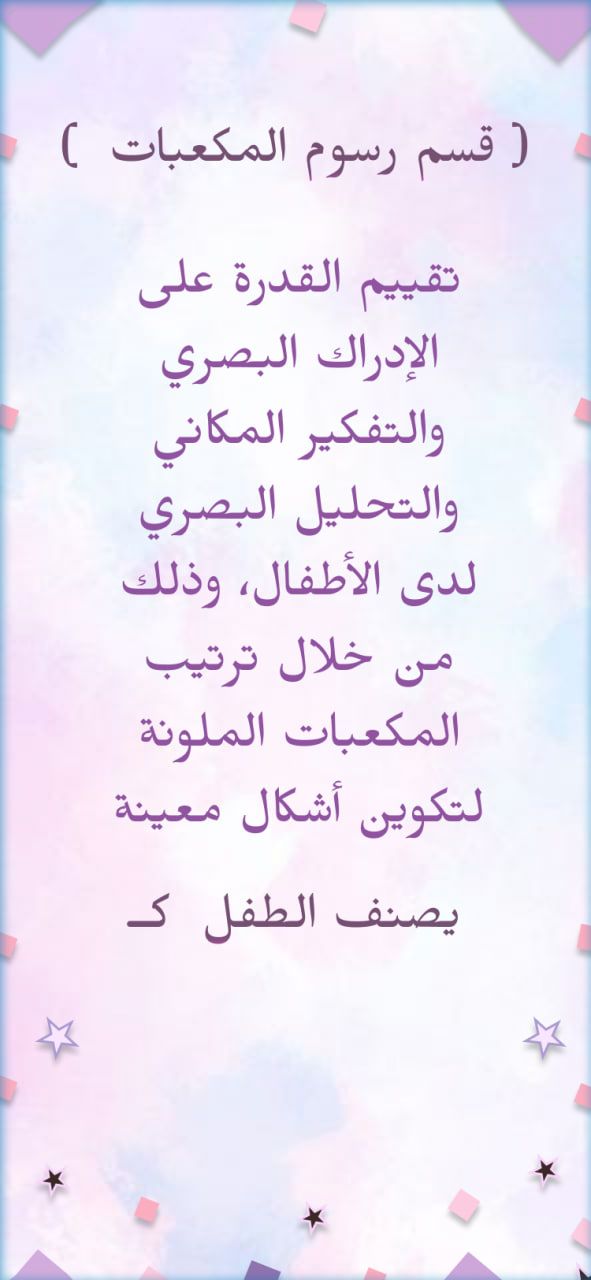 ( قسم رسوم المكعبات )
تقييم القدرة على
الإدراك البصري
والتفكير المكاني
والتحليل البصري
لدى الأطفال، وذلك
من خلال ترتيب
المكعبات الملونة
لتكوين أشكال معينة
يصنف الطفل كـ